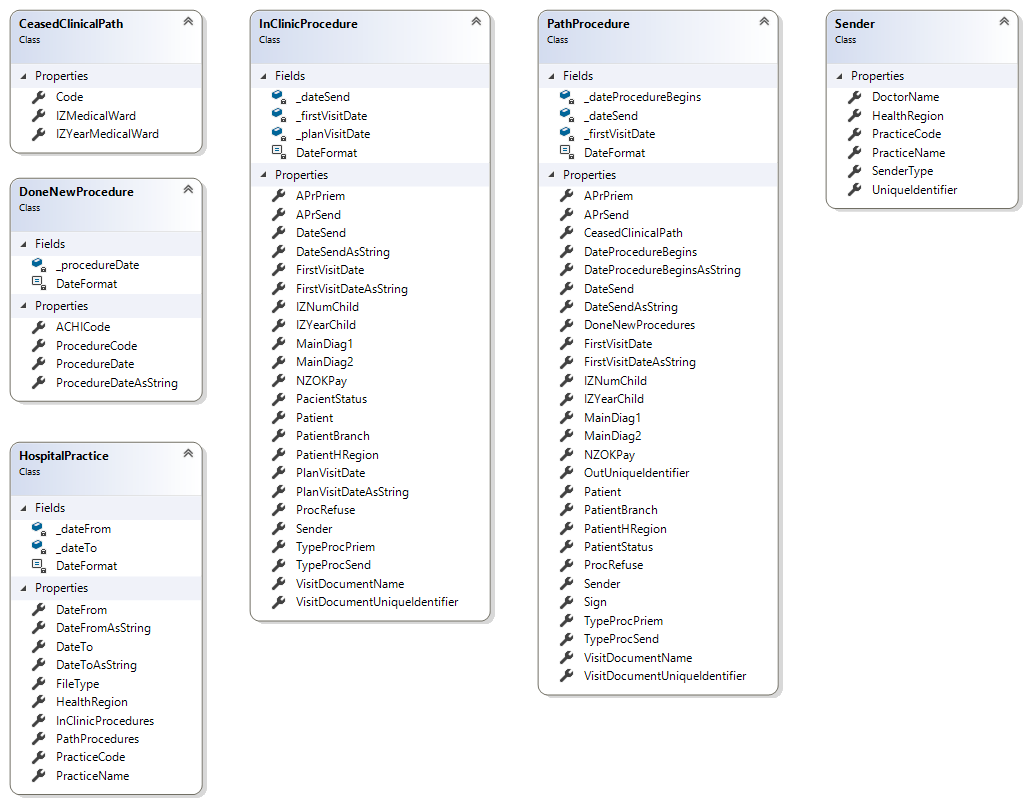 CeasedClinicalPath
Class
Properties
Code
IZMedicalWard
IZYearMedicalWard
DoneNewProcedure
Class
Fields
_procedureDate
DateFormat
Properties
ACHICode
ProcedureCode
ProcedureDate
ProcedureDateAsString
HospitalPractice
Class
Fields
_dateFrom
_dateTo
DateFormat
Properties
DateFrom
DateFromAsString
DateTo
DateToAsString
FileType
HealthRegion
InClinicProcedures
PathProcedures
PracticeCode
PracticeName
InClinicProcedure
Class
Fields
_dateSend
_firstVisitDate
_planVisitDate
DateFormat
Properties
APrPriem
APrSend
DateSend
DateSendAsString
FirstVisitDate
FirstVisitDateAsString
IZNumChild
IZYearChild
MainDiag1
MainDiag2
NZOKPay
PacientStatus
Patient
PatientBranch
PatientHRegion
PlanVisitDate
PlanVisitDateAsString
ProcRefuse
Sender
TypeProcPriem
TypeProcSend
VisitDocumentName
VisitDocumentUniqueIdentifier
PathProcedure
Class
Fields
_dateProcedureBegins
_dateSend
_firstVisitDate
DateFormat
Properties
APrPriem
APrSend
CeasedClinicalPath
DateProcedureBegins
DateProcedureBeginsAsString
DateSend
DateSendAsString
DoneNewProcedures
FirstVisitDate
FirstVisitDateAsString
IZNumChild
IZYearChild
MainDiag1
MainDiag2
NZOKPay
OutUniqueIdentifier
Patient
PatientBranch
PatientHRegion
PatientStatus
ProcRefuse
Sender
Sign
TypeProcPriem
TypeProcSend
VisitDocumentName
VisitDocumentUniqueIdentifier
Sender
Class
Properties
DoctorName
HealthRegion
PracticeCode
PracticeName
SenderType
UniqueIdentifier